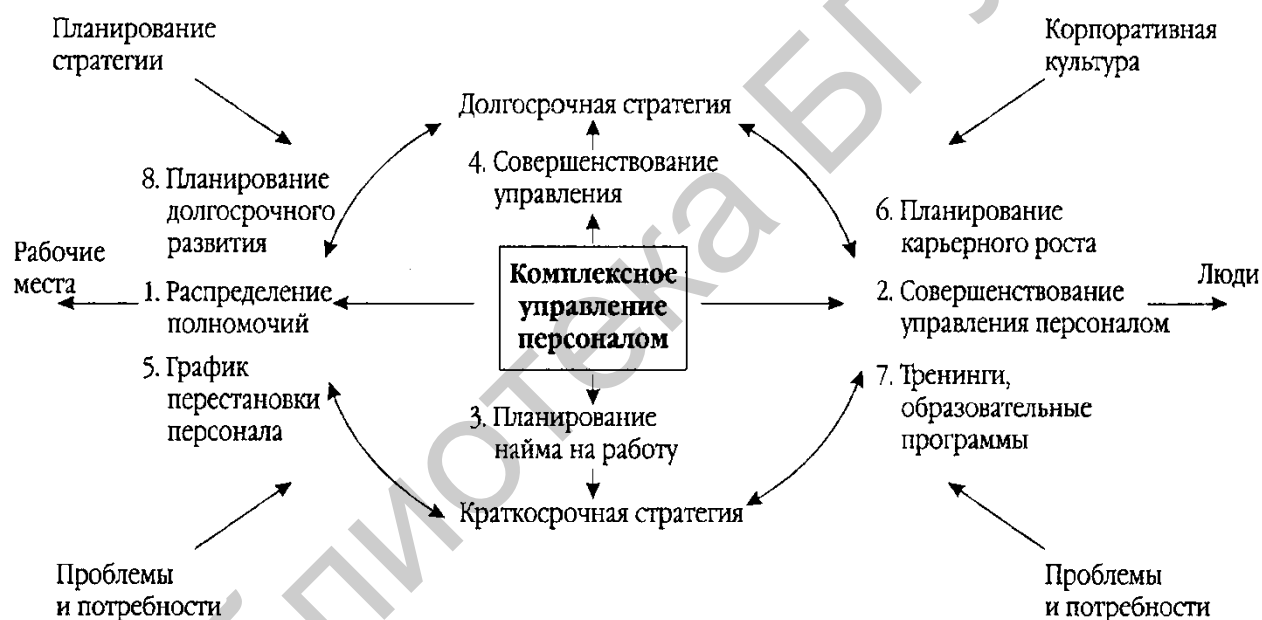 Планирование
стратегии
Корпоративная
культура
Долгосрочная стратегия
4. Совершенствование
управления
8. Планирование
долгосрочного
развития
6. Планирование
карьерного роста
Рабочие
места
Комплексное
управление
персоналом
Люди
1. Распределение
полномочий
2. Совершенствование
управления персоналом
5. График
перестановки
персонала
7. Тренинги,
образовательные
программы
3. Планирование
найма на работу
Краткосрочная стратегия
Проблемы
и потребности
Проблемы
и потребности